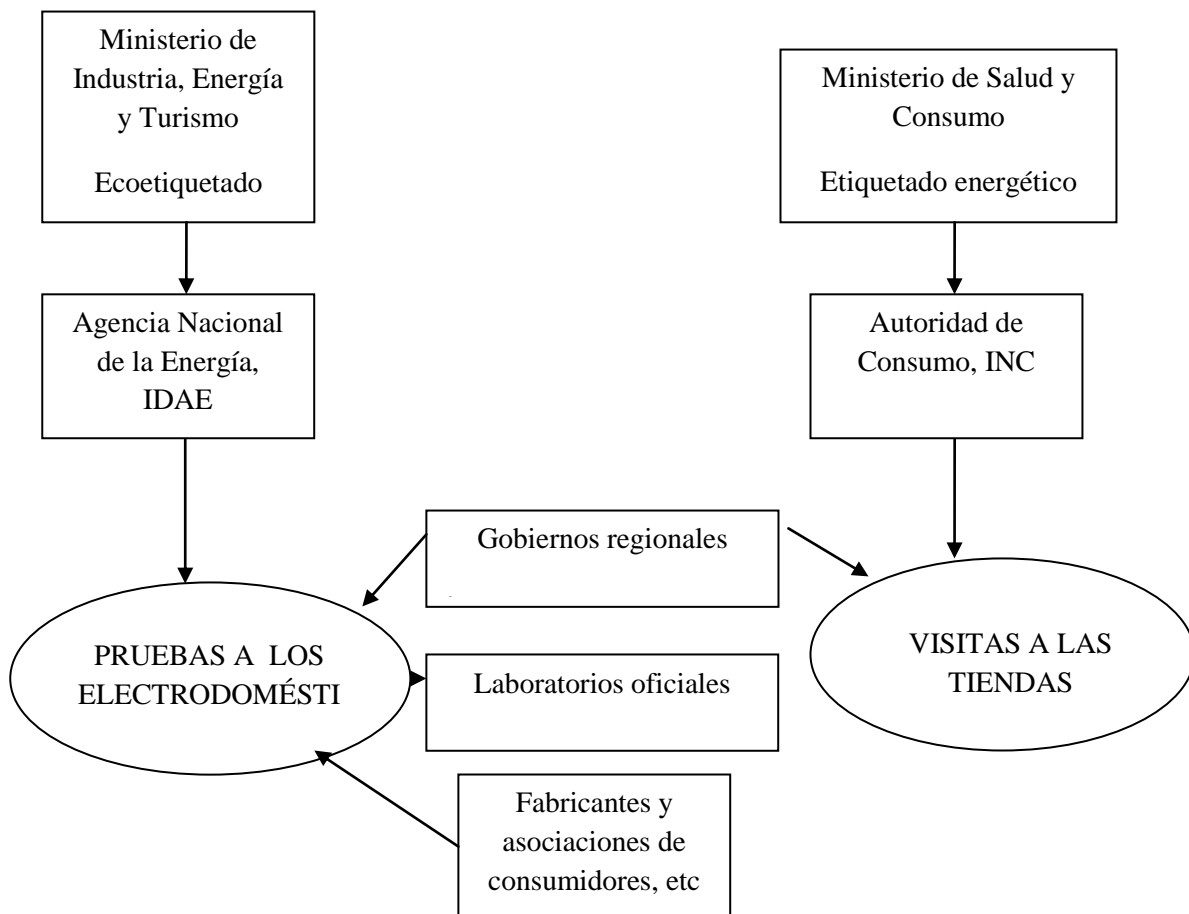 Ministerio de
Industria, Energía
y Turismo
Ecoetiquetado
Ministerio de Salud y
Consumo
Etiquetado energético
Agencia Nacional
de la Energía,
IDAE
Autoridad de
Consumo, INC
Gobiernos regionales
PRUEBAS A LOS
ELECTRODOMÉSTI
VISITAS A LAS
TIENDAS
Laboratorios oficiales
Fabricantes y
asociaciones de
consumidores, etc